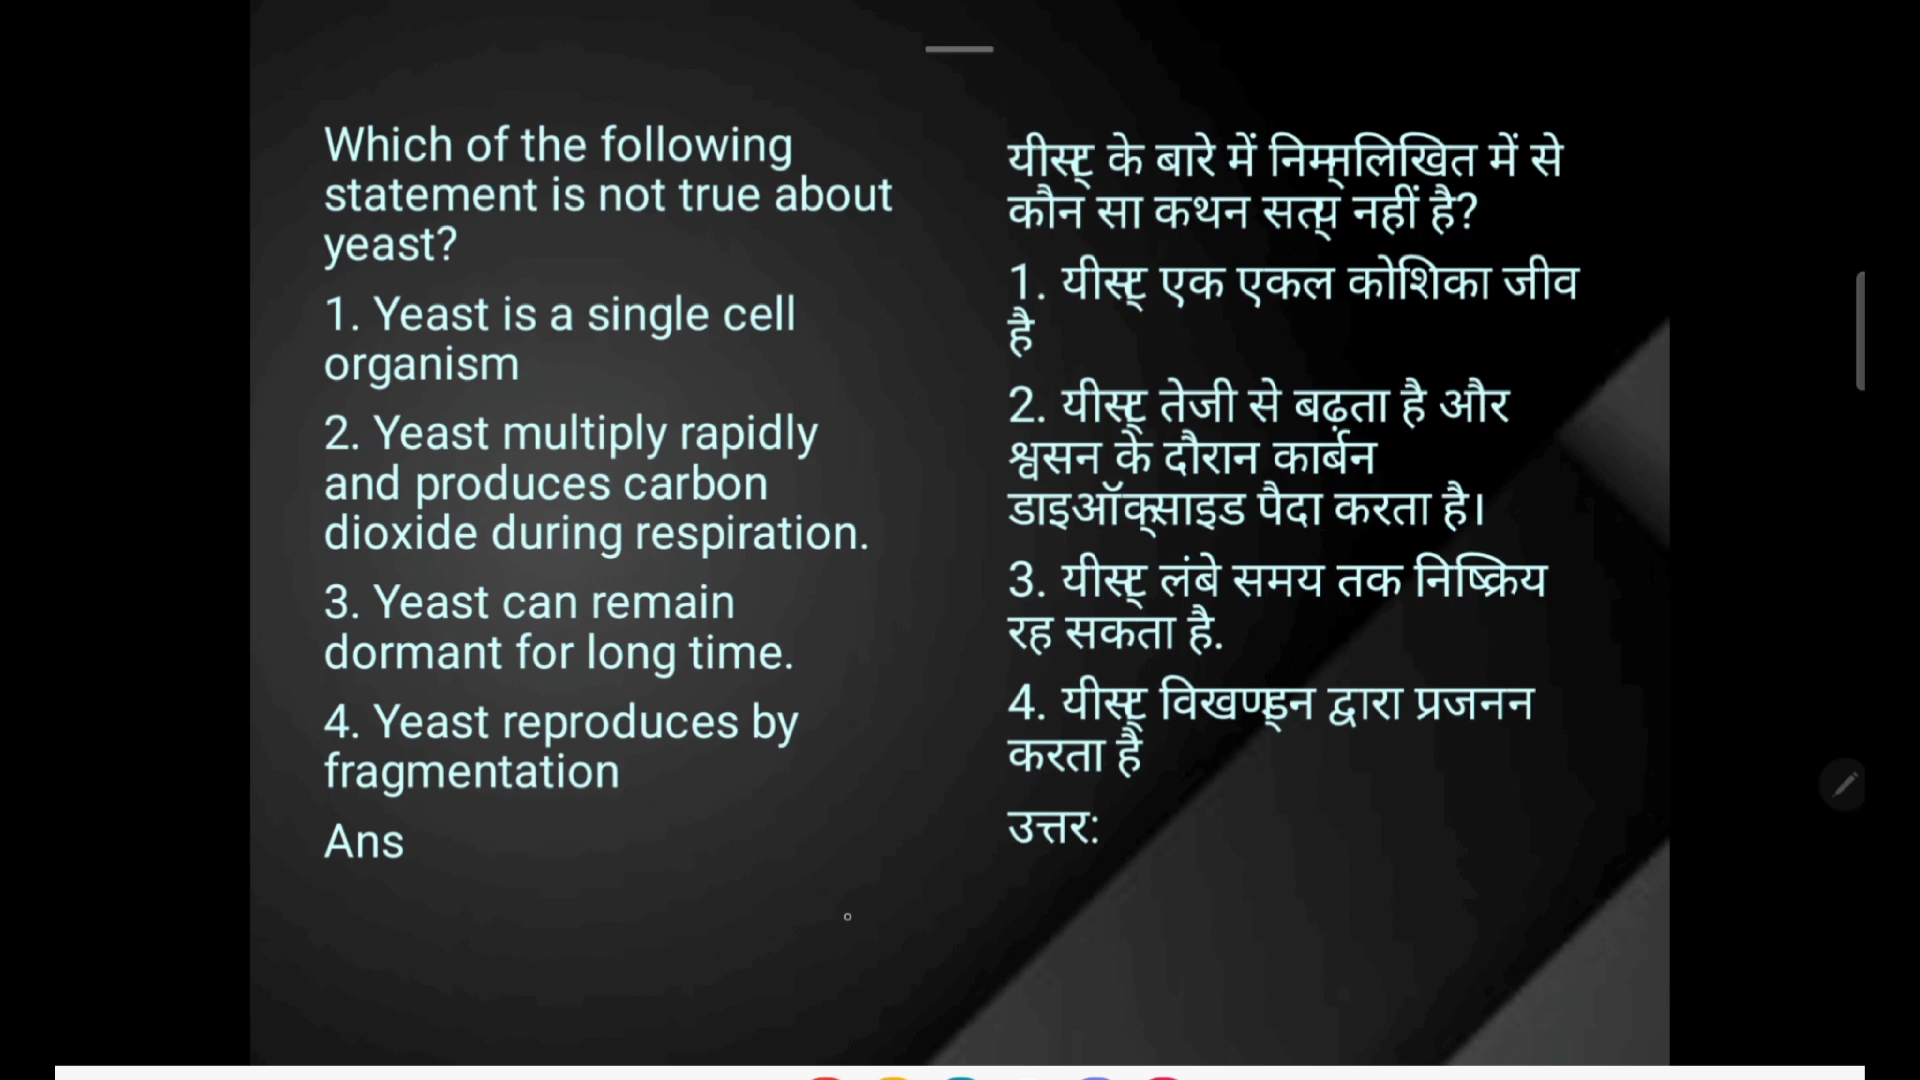 Which of the following
statement is not true about
yeast?
1. Yeast is a single cell
organism
2. Yeast multiply rapidly
and produces carbon
dioxide during respiration.
3. Yeast can remain
dormant for long time.
4. Yeast reproduces by
fragmentation
Ans
यीस्ट के बारे में निम्नलिखित में से
कौन सा कथन सत्य नहीं है?
1. यीस्ट एक एकल कोशिका जीव
है
2. यीस्ट तेजी से बढ़ता है और
श्वसन के दौरान कार्बन
डाइऑक्साइड पैदा करता है।
3. यीस्ट लंबे समय तक निष्क्रिय
रह सकता है.
4. यीस्ट विखण्डन द्वारा प्रजनन
करता है
उत्तर: